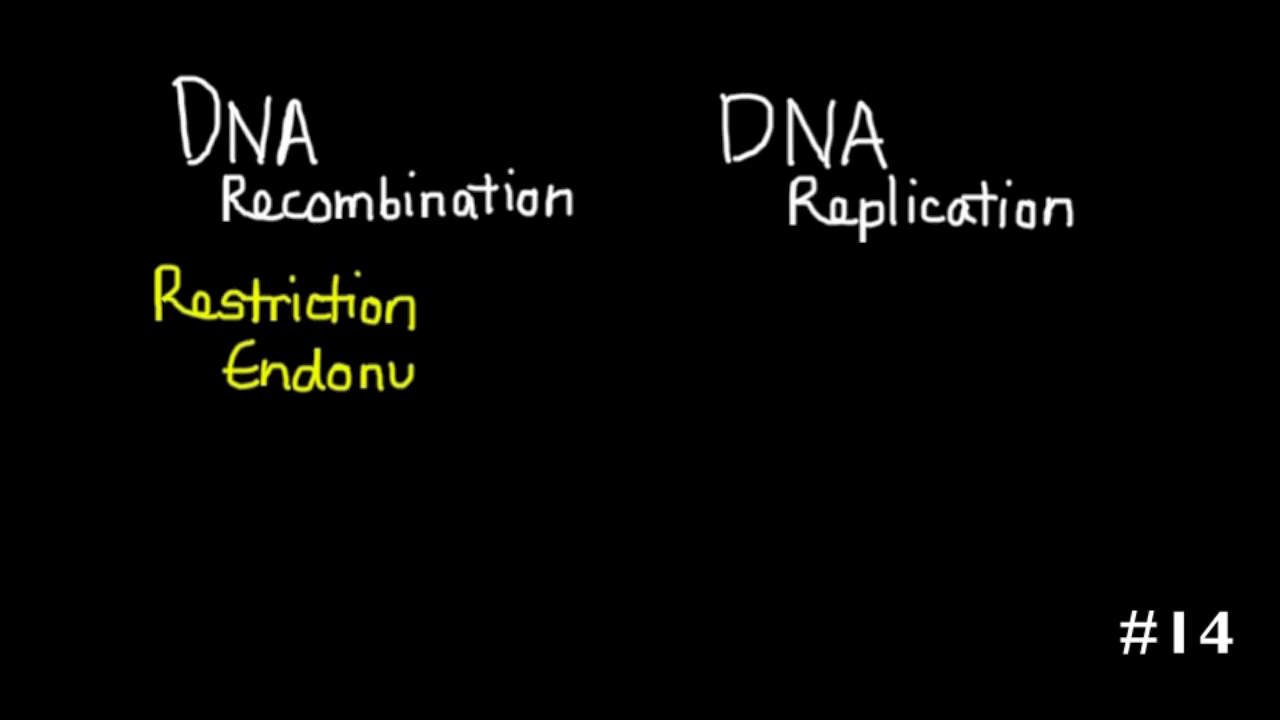 DNA
Recombination
Restriction
Endonu
DNA
Replication
#14